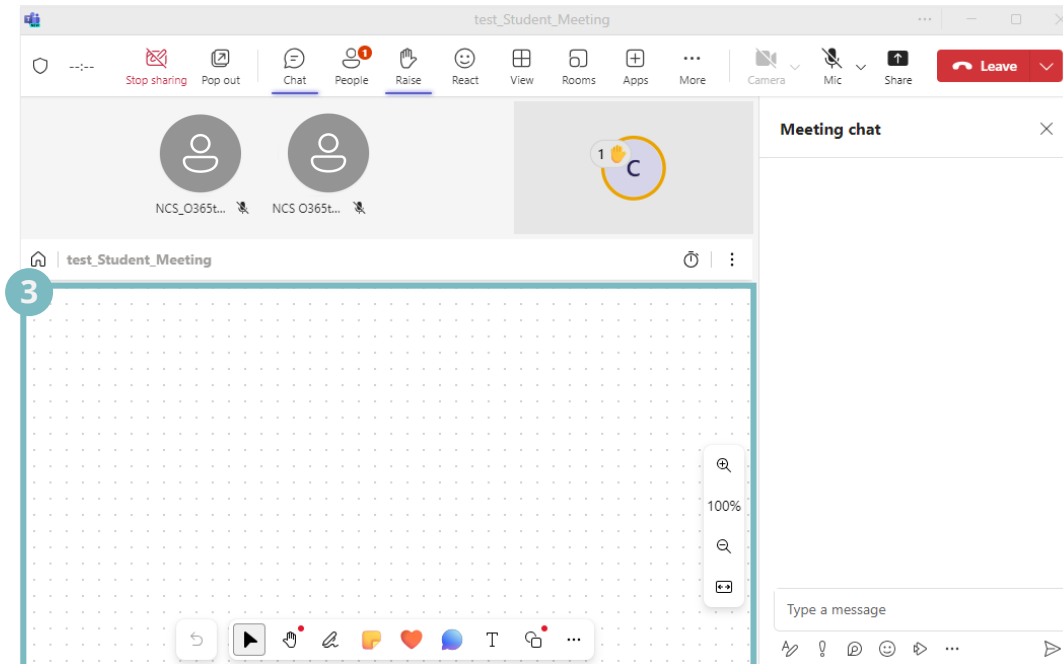 test_Student_Meeting
--:--
Stop sharing Pop out Chat People 1 Raise React View Rooms Apps More Camera Mic Share Leave
1 C
NCS_O365t... NCS O365t...
Meeting chat
test_Student_Meeting
3
100%
T
Type a message